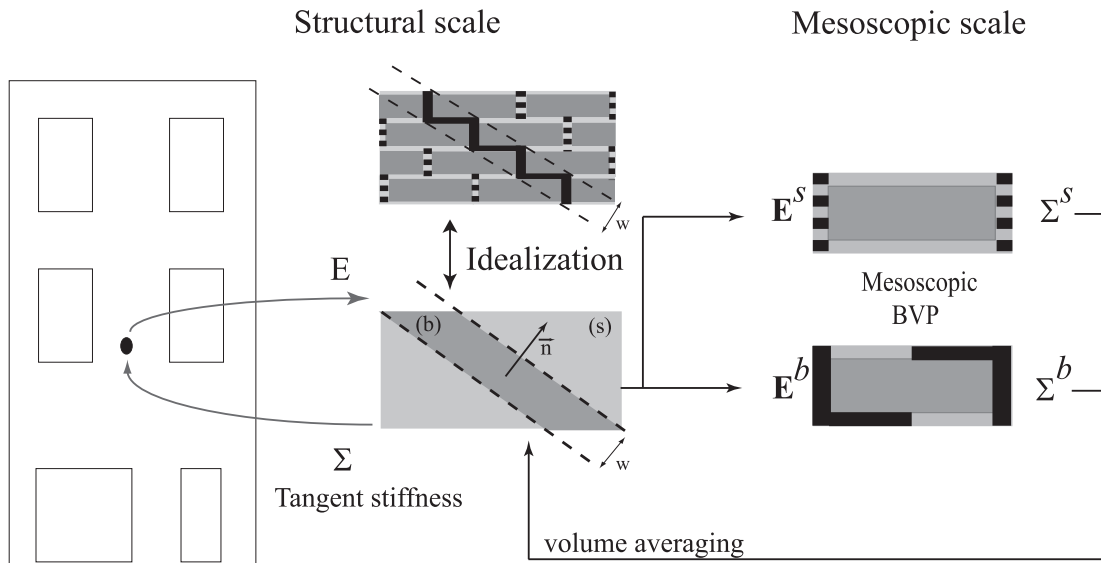 Structural scale
Mesoscopic scale
w
E^s
Σ^s
Idealization
E
Mesoscopic
BVP
(b)
(s)
n
E^b
Σ^b
w
Σ
Tangent stiffness
volume averaging